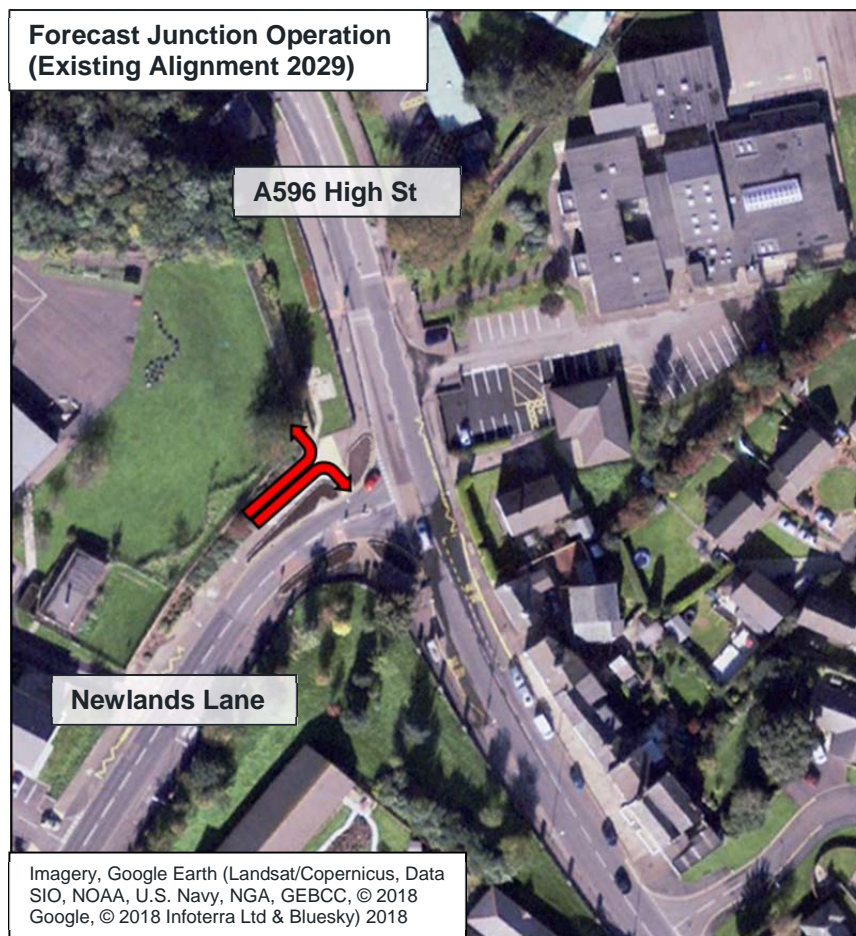 Forecast Junction Operation
(Existing Alignment 2029)
A596 High St
Newlands Lane
Imagery, Google Earth (Landsat/Copernicus, Data
SIO, NOAA, U.S. Navy, NGA, GEBCC, © 2018
Google, © 2018 Infoterra Ltd & Bluesky) 2018